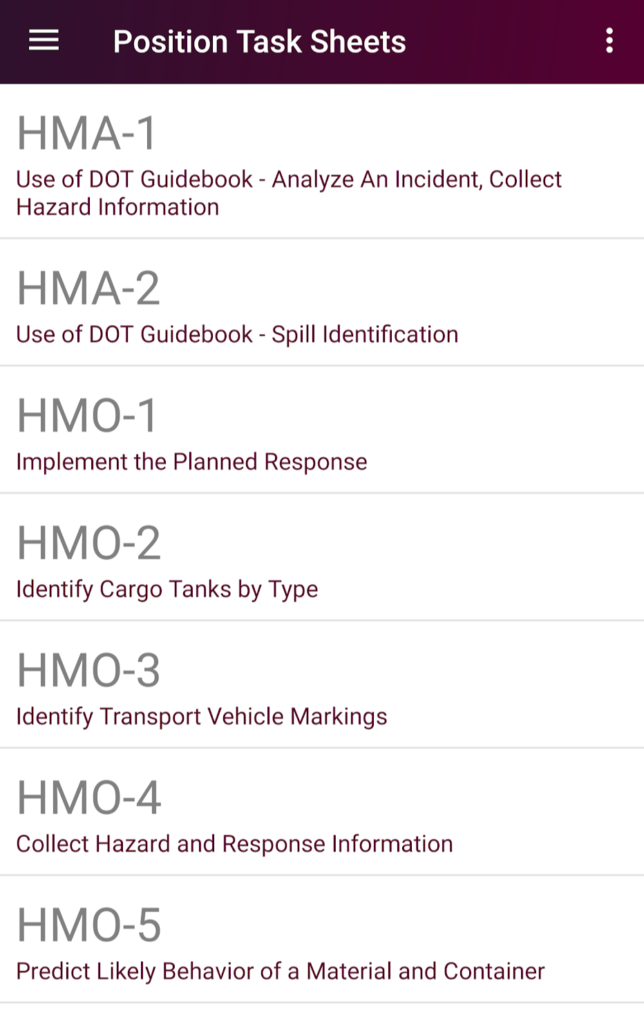 Position Task Sheets
HMA-1
Use of DOT Guidebook - Analyze An Incident, Collect
Hazard Information
HMA-2
Use of DOT Guidebook - Spill Identification
HMO-1
Implement the Planned Response
HMO-2
Identify Cargo Tanks by Type
HMO-3
Identify Transport Vehicle Markings
HMO-4
Collect Hazard and Response Information
HMO-5
Predict Likely Behavior of a Material and Container